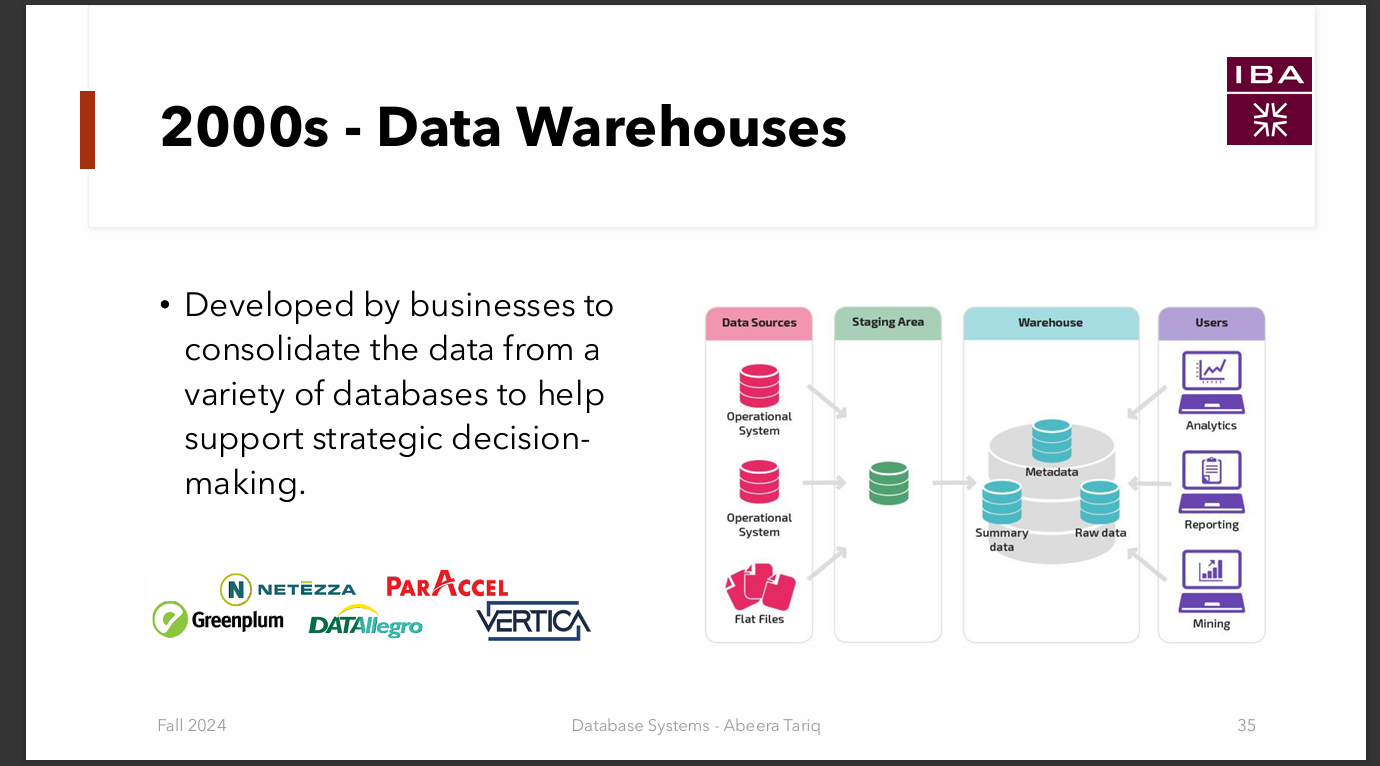 IBA
2000s - Data Warehouses
• Developed by businesses to
consolidate the data from a
variety of databases to help
support strategic decision-
making.
NETEZZA
PARACCEL
Greenplum
DATAllegro
VERTICA
Data Sources
Operational
System
Operational
System
Flat Files
Staging Area
Warehouse
Metadata
Summary
data
Raw data
Users
Analytics
Reporting
Mining
Fall 2024
Database Systems - Abeera Tariq
35